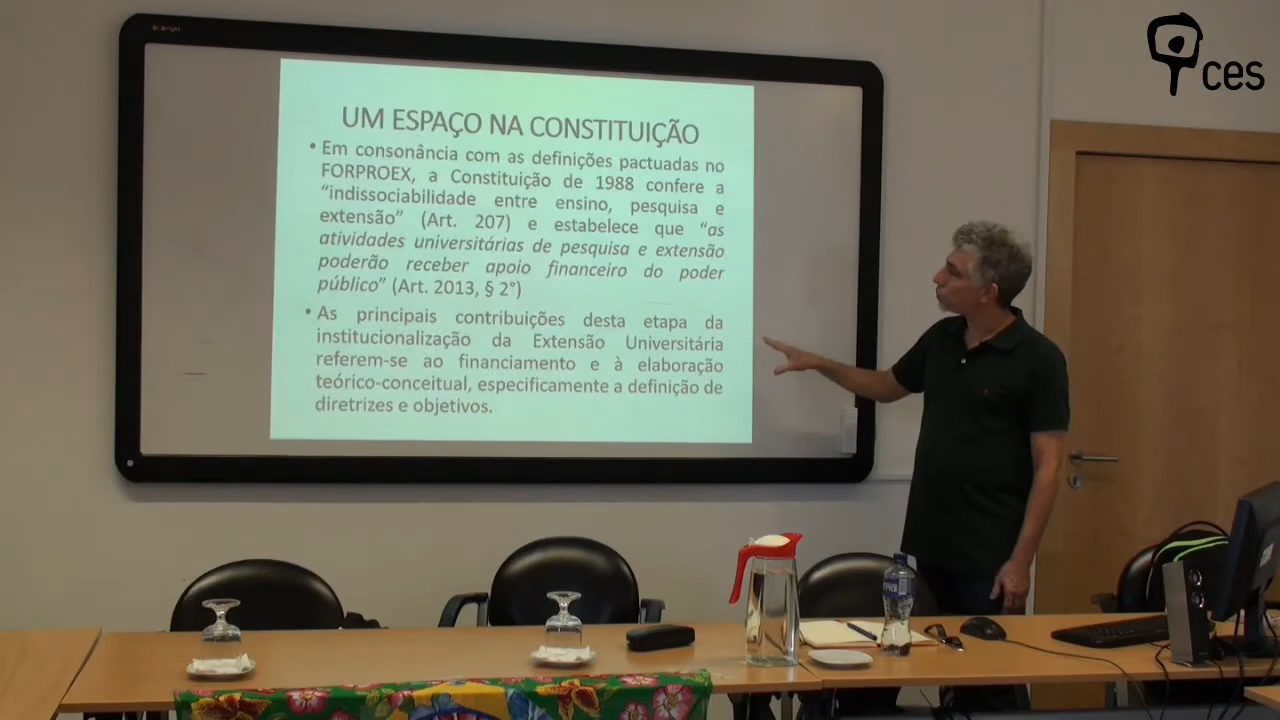 ces
UM ESPAÇO NA CONSTITUIÇÃO
• Em consonância com as definições pactuadas no
FORPROEX, a Constituição de 1988 confere a
“indissociabilidade entre ensino, pesquisa e
extensão” (Art. 207) e estabelece que “as
atividades universitárias de pesquisa e extensão
poderão receber apoio financeiro do poder
público” (Art. 2013, § 2°)
• As principais contribuições desta etapa da
institucionalização da Extensão Universitária
referem-se ao financiamento e à elaboração
teórico-conceitual, especificamente a definição de
diretrizes e objetivos.